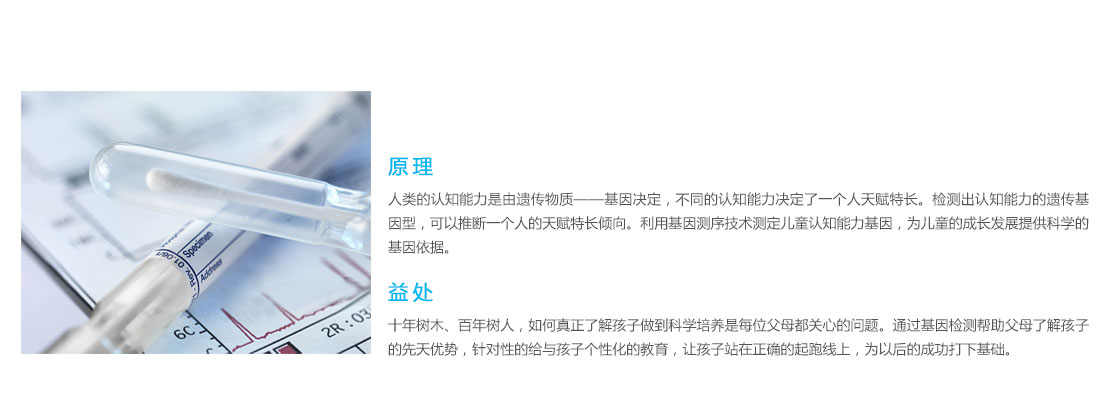 原理
人类的认知能力是由遗传物质——基因决定，不同的认知能力决定了一个人天赋特长。检测出认知能力的遗传基
因型，可以推断一个人的天赋特长倾向。利用基因测序技术测定儿童认知能力基因，为儿童的成长发展提供科学的
基因依据。
益处
十年树木、百年树人，如何真正了解孩子做到科学培养是每位父母都关心的问题。通过基因检测帮助父母了解孩子
的先天优势，针对性的给与孩子个性化的教育，让孩子站在正确的起跑线上，为以后的成功打下基础。
Specimen
Address
Rev. 01 06/1
6C
2R:03